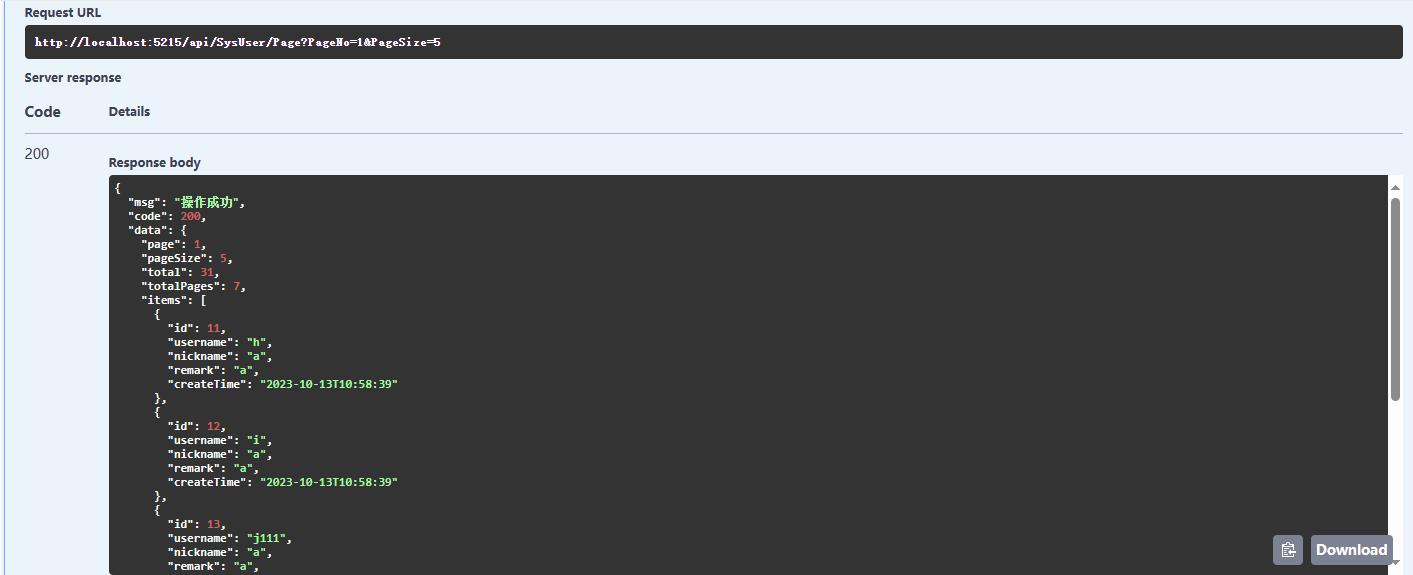 Request URL
http://localhost:5215/api/SysUser/Page?PageNo=1&PageSize=5
Server response
Code Details
200
Response body
{
"msg": "操作成功",
"code": 200,
"data": {
"page": 1,
"pageSize": 5,
"total": 31,
"totalPages": 7,
"items": [
{
"id": 11,
"username": "h",
"nickname": "a",
"remark": "a",
"createTime": "2023-10-13T10:58:39"
},
{
"id": 12,
"username": "i",
"nickname": "a",
"remark": "a",
"createTime": "2023-10-13T10:58:39"
},
{
"id": 13,
"username": "j111",
"nickname": "a",
"remark": "a",
Download